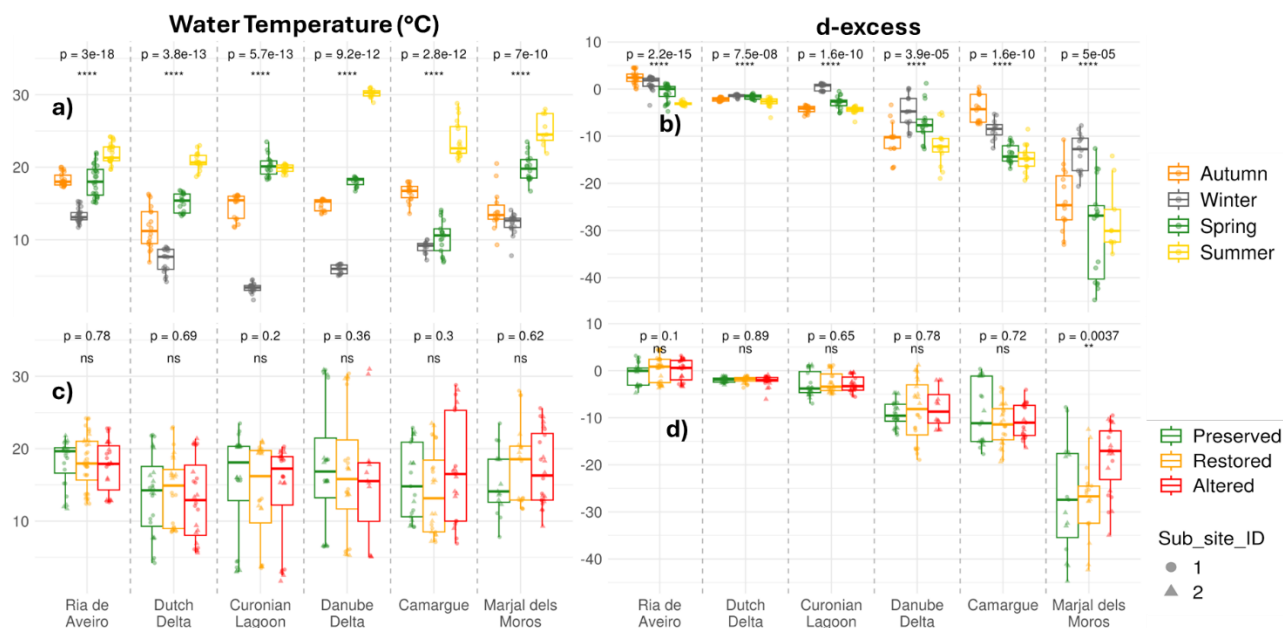 Water Temperature (°C)
d-excess
p = 3e-18 p = 3.8e-13 p = 5.7e-13 p = 9.2e-12 p = 2.8e-12 p = 7e-10
**** **** **** **** **** ****
a)
30
20
10
10
p = 2.2e-15 p = 7.5e-08 p = 1.6e-10 p = 3.9e-05 p = 1.6e-10 p = 5e-05
**** **** **** **** **** ****
b)
0
-10
-20
-30
-40
Autumn
Winter
Spring
Summer
p = 0.78 p = 0.69 p = 0.2 p = 0.36 p = 0.3 p = 0.62
ns ns ns ns ns ns
c)
30
20
10
10
p = 0.1 p = 0.89 p = 0.65 p = 0.78 p = 0.72 p = 0.0037
ns ns ns ns ns **
d)
0
-10
-20
-30
-40
Preserved
Restored
Altered
Sub_site_ID
1
2
Ria de Dutch Curonian Danube Camargue Marjal dels
Aveiro Delta Lagoon Delta Moros
Ria de Dutch Curonian Danube Camargue Marjal dels
Aveiro Delta Lagoon Delta Moros